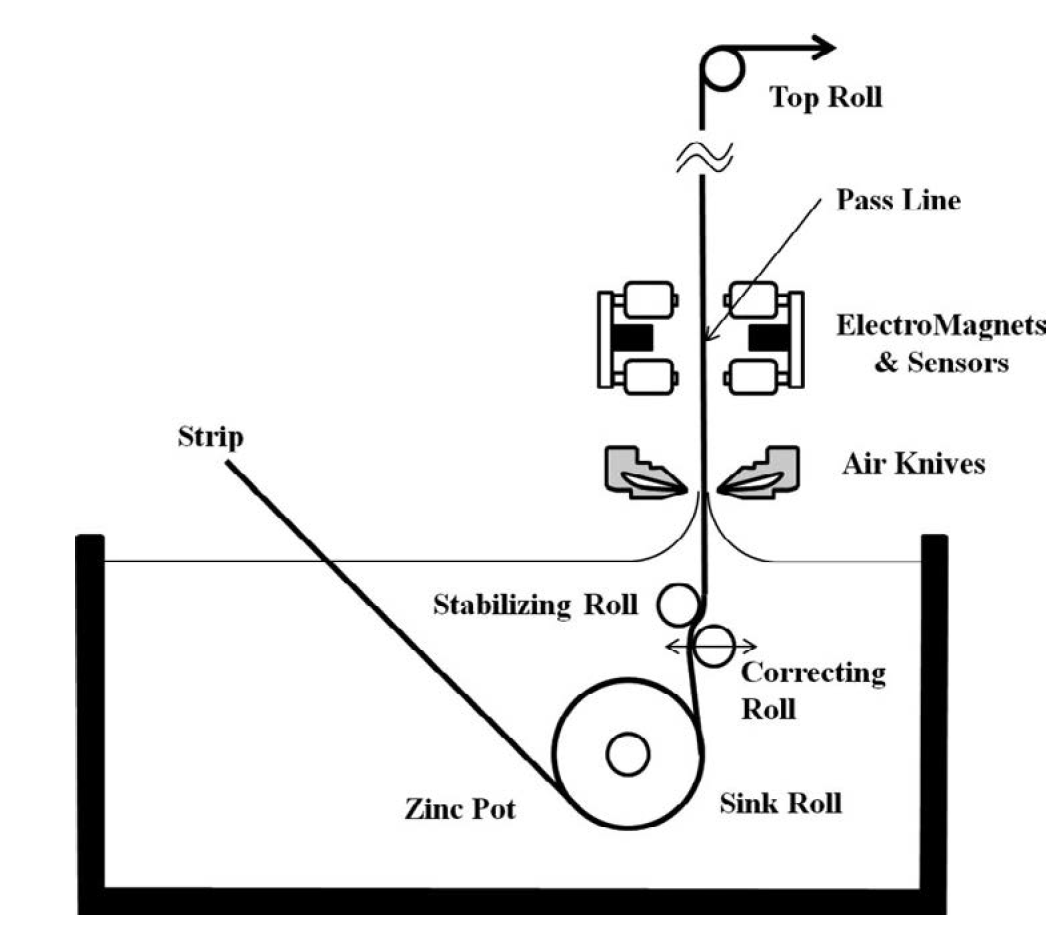 Top Roll
Pass Line
ElectroMagnets
& Sensors
Strip
Air Knives
Stabilizing Roll
Correcting
Roll
Zinc Pot
Sink Roll